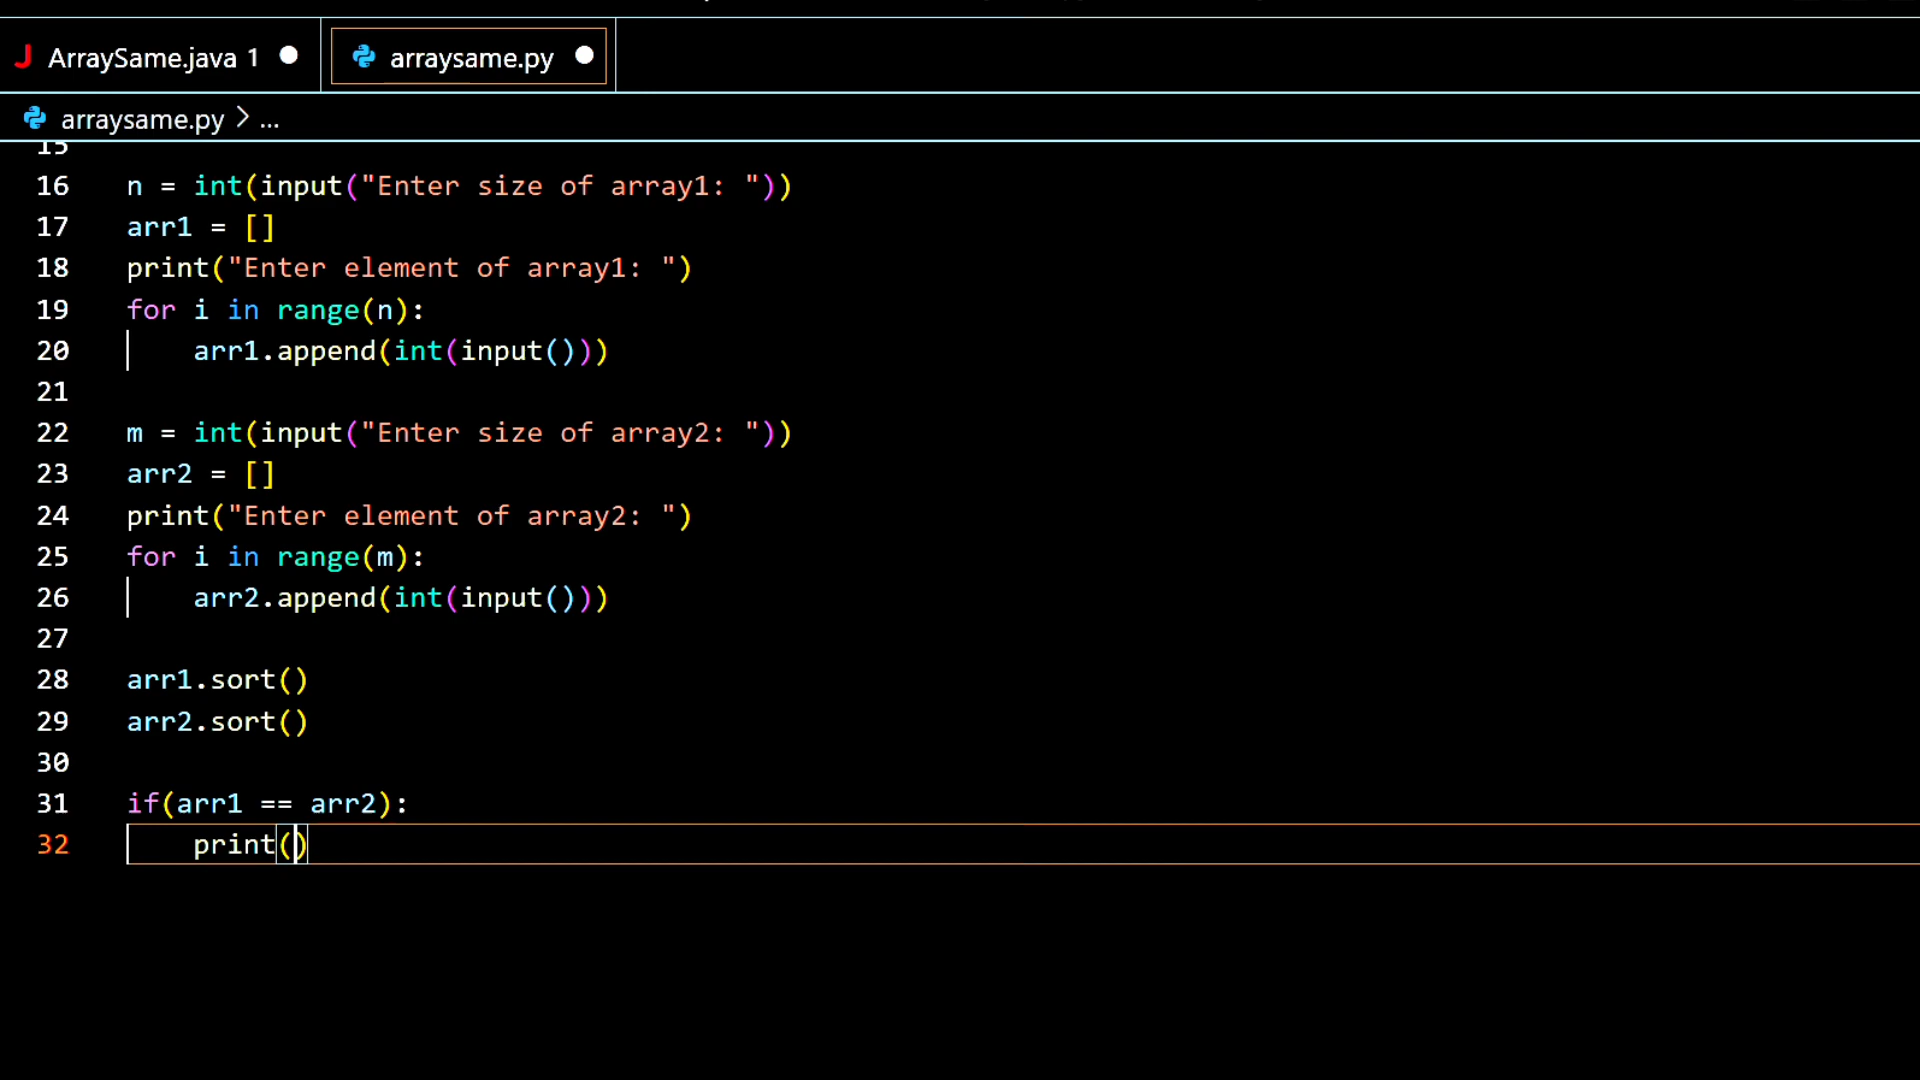 ArraySame.java 1
arraysame.py
arraysame.py > ...
15
16 n = int(input("Enter size of array1: "))
17 arr1 = []
18 print("Enter element of array1: ")
19 for i in range(n):
20     arr1.append(int(input()))
21
22 m = int(input("Enter size of array2: "))
23 arr2 = []
24 print("Enter element of array2: ")
25 for i in range(m):
26     arr2.append(int(input()))
27
28 arr1.sort()
29 arr2.sort()
30
31 if(arr1 == arr2):
32     print()